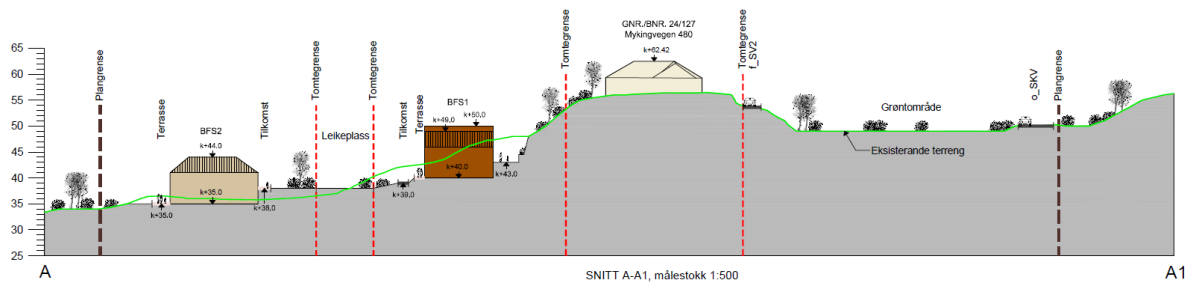 GNR./BNR. 24/127
Mykingvegen 480
k+62.42
Tomtegrense
Tomtegrense
f_SV2
65
60
55
50
45
40
35
30
25
Plangrense
Terrasse
BFS2
k+44.0
k+35.0
k+35.0
Tilkomst
k+38,0
Tomtegrense
Leikeplass
Tomtegrense
Tilkomst
k+39.0
Terrasse
BFS1
k+49,0
k+50,0
k+40.0
k+43.0
Grøntområde
Eksisterande terreng
o_SKV
Plangrense
A
SNITT A-A1, målestokk 1:500
A1